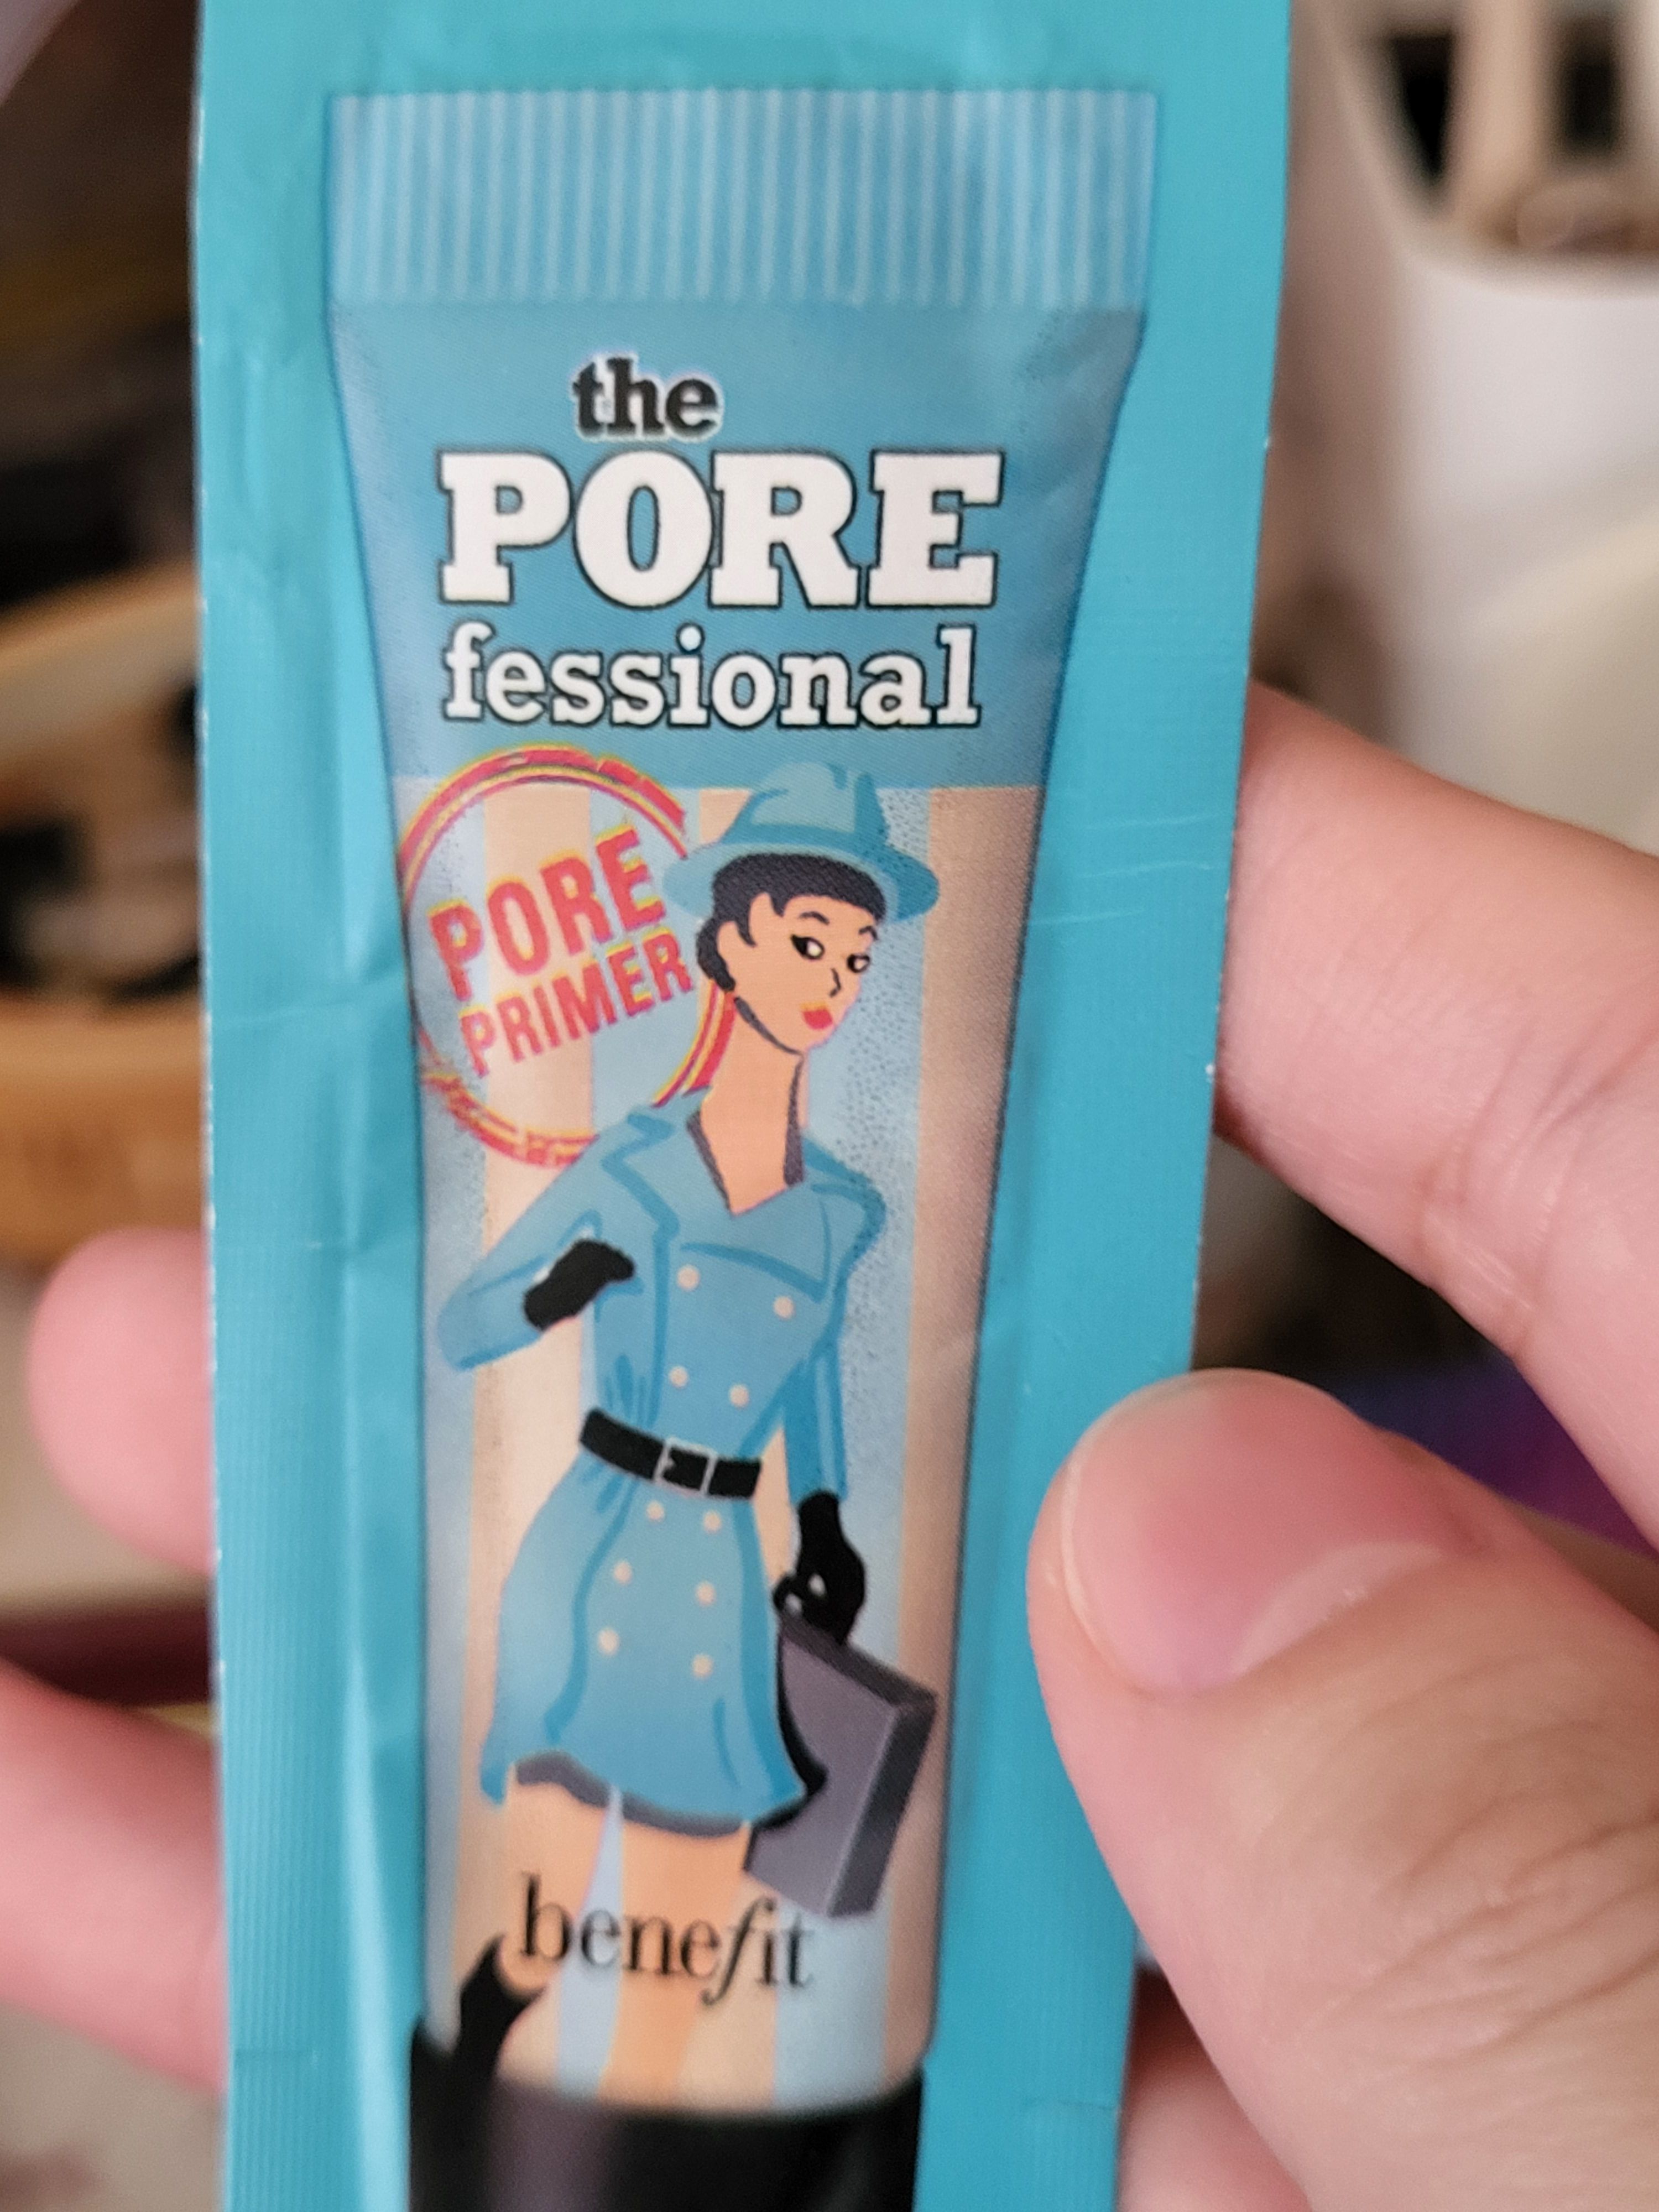 the
PORE
fessional
PORE
PRIMER
benefit